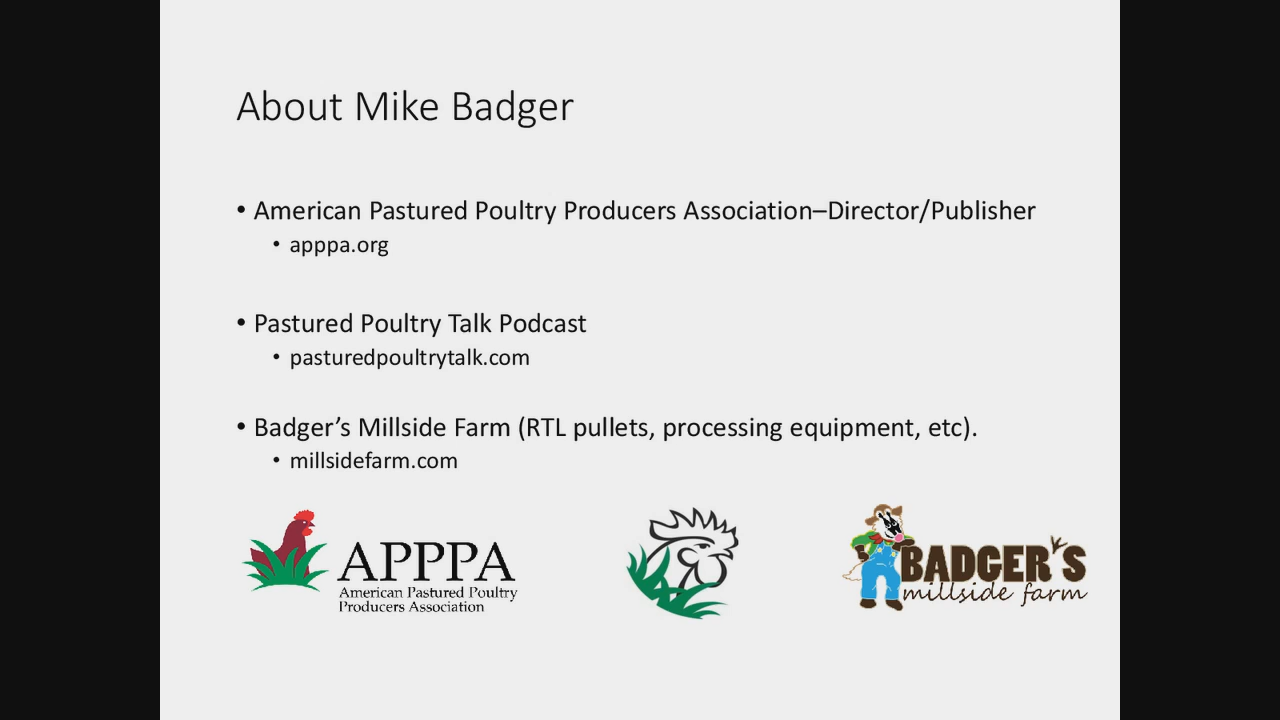 About Mike Badger
• American Pastured Poultry Producers Association–Director/Publisher
• apppa.org
• Pastured Poultry Talk Podcast
• pasturedpoultrytalk.com
• Badger’s Millside Farm (RTL pullets, processing equipment, etc).
• millsidefarm.com
APPPA
American Pastured Poultry
Producers Association
BADGER'S
millside farm